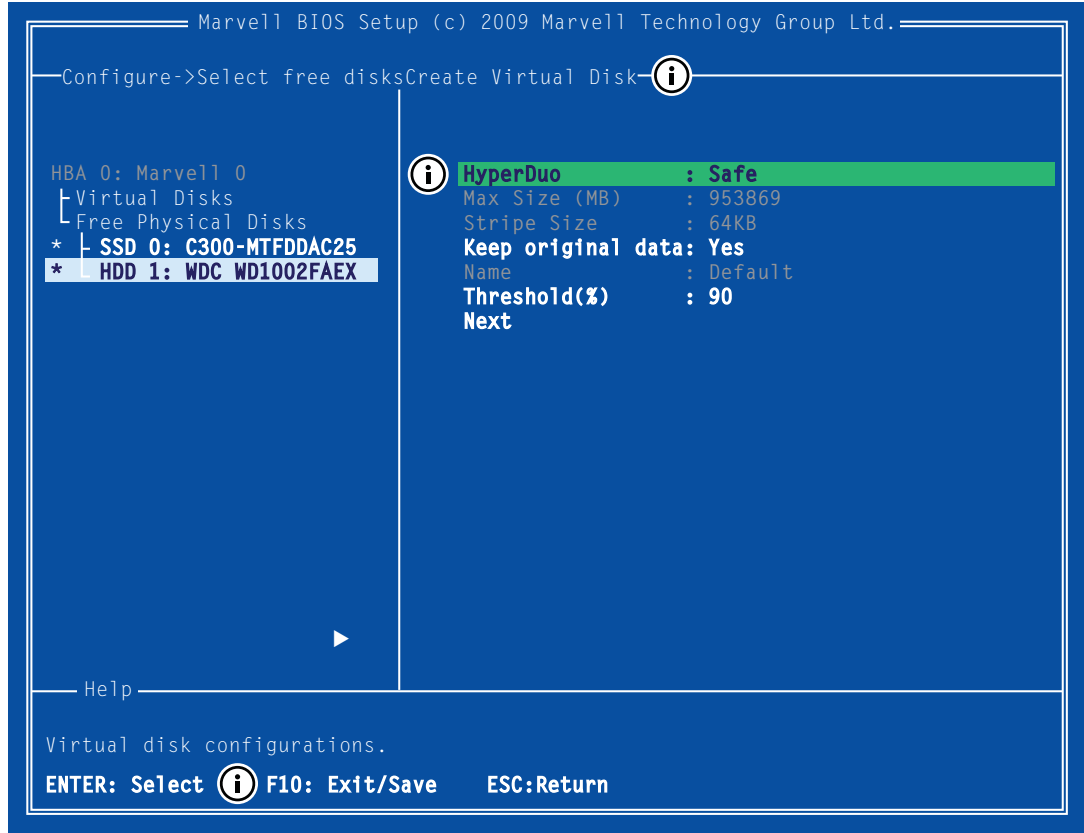 Marvell BIOS Setup (c) 2009 Marvell Technology Group Ltd.
Configure->Select free disksCreate Virtual Disk i
HBA 0: Marvell 0
Virtual Disks
Free Physical Disks
* SSD 0: C300-MTFDDAC25
* HDD 1: WDC WD1002FAEX
i HyperDuo : Safe
Max Size (MB) : 953869
Stripe Size : 64KB
Keep original data: Yes
Name : Default
Threshold(%) : 90
Next
Help
Virtual disk configurations.
ENTER: Select i F10: Exit/Save ESC:Return